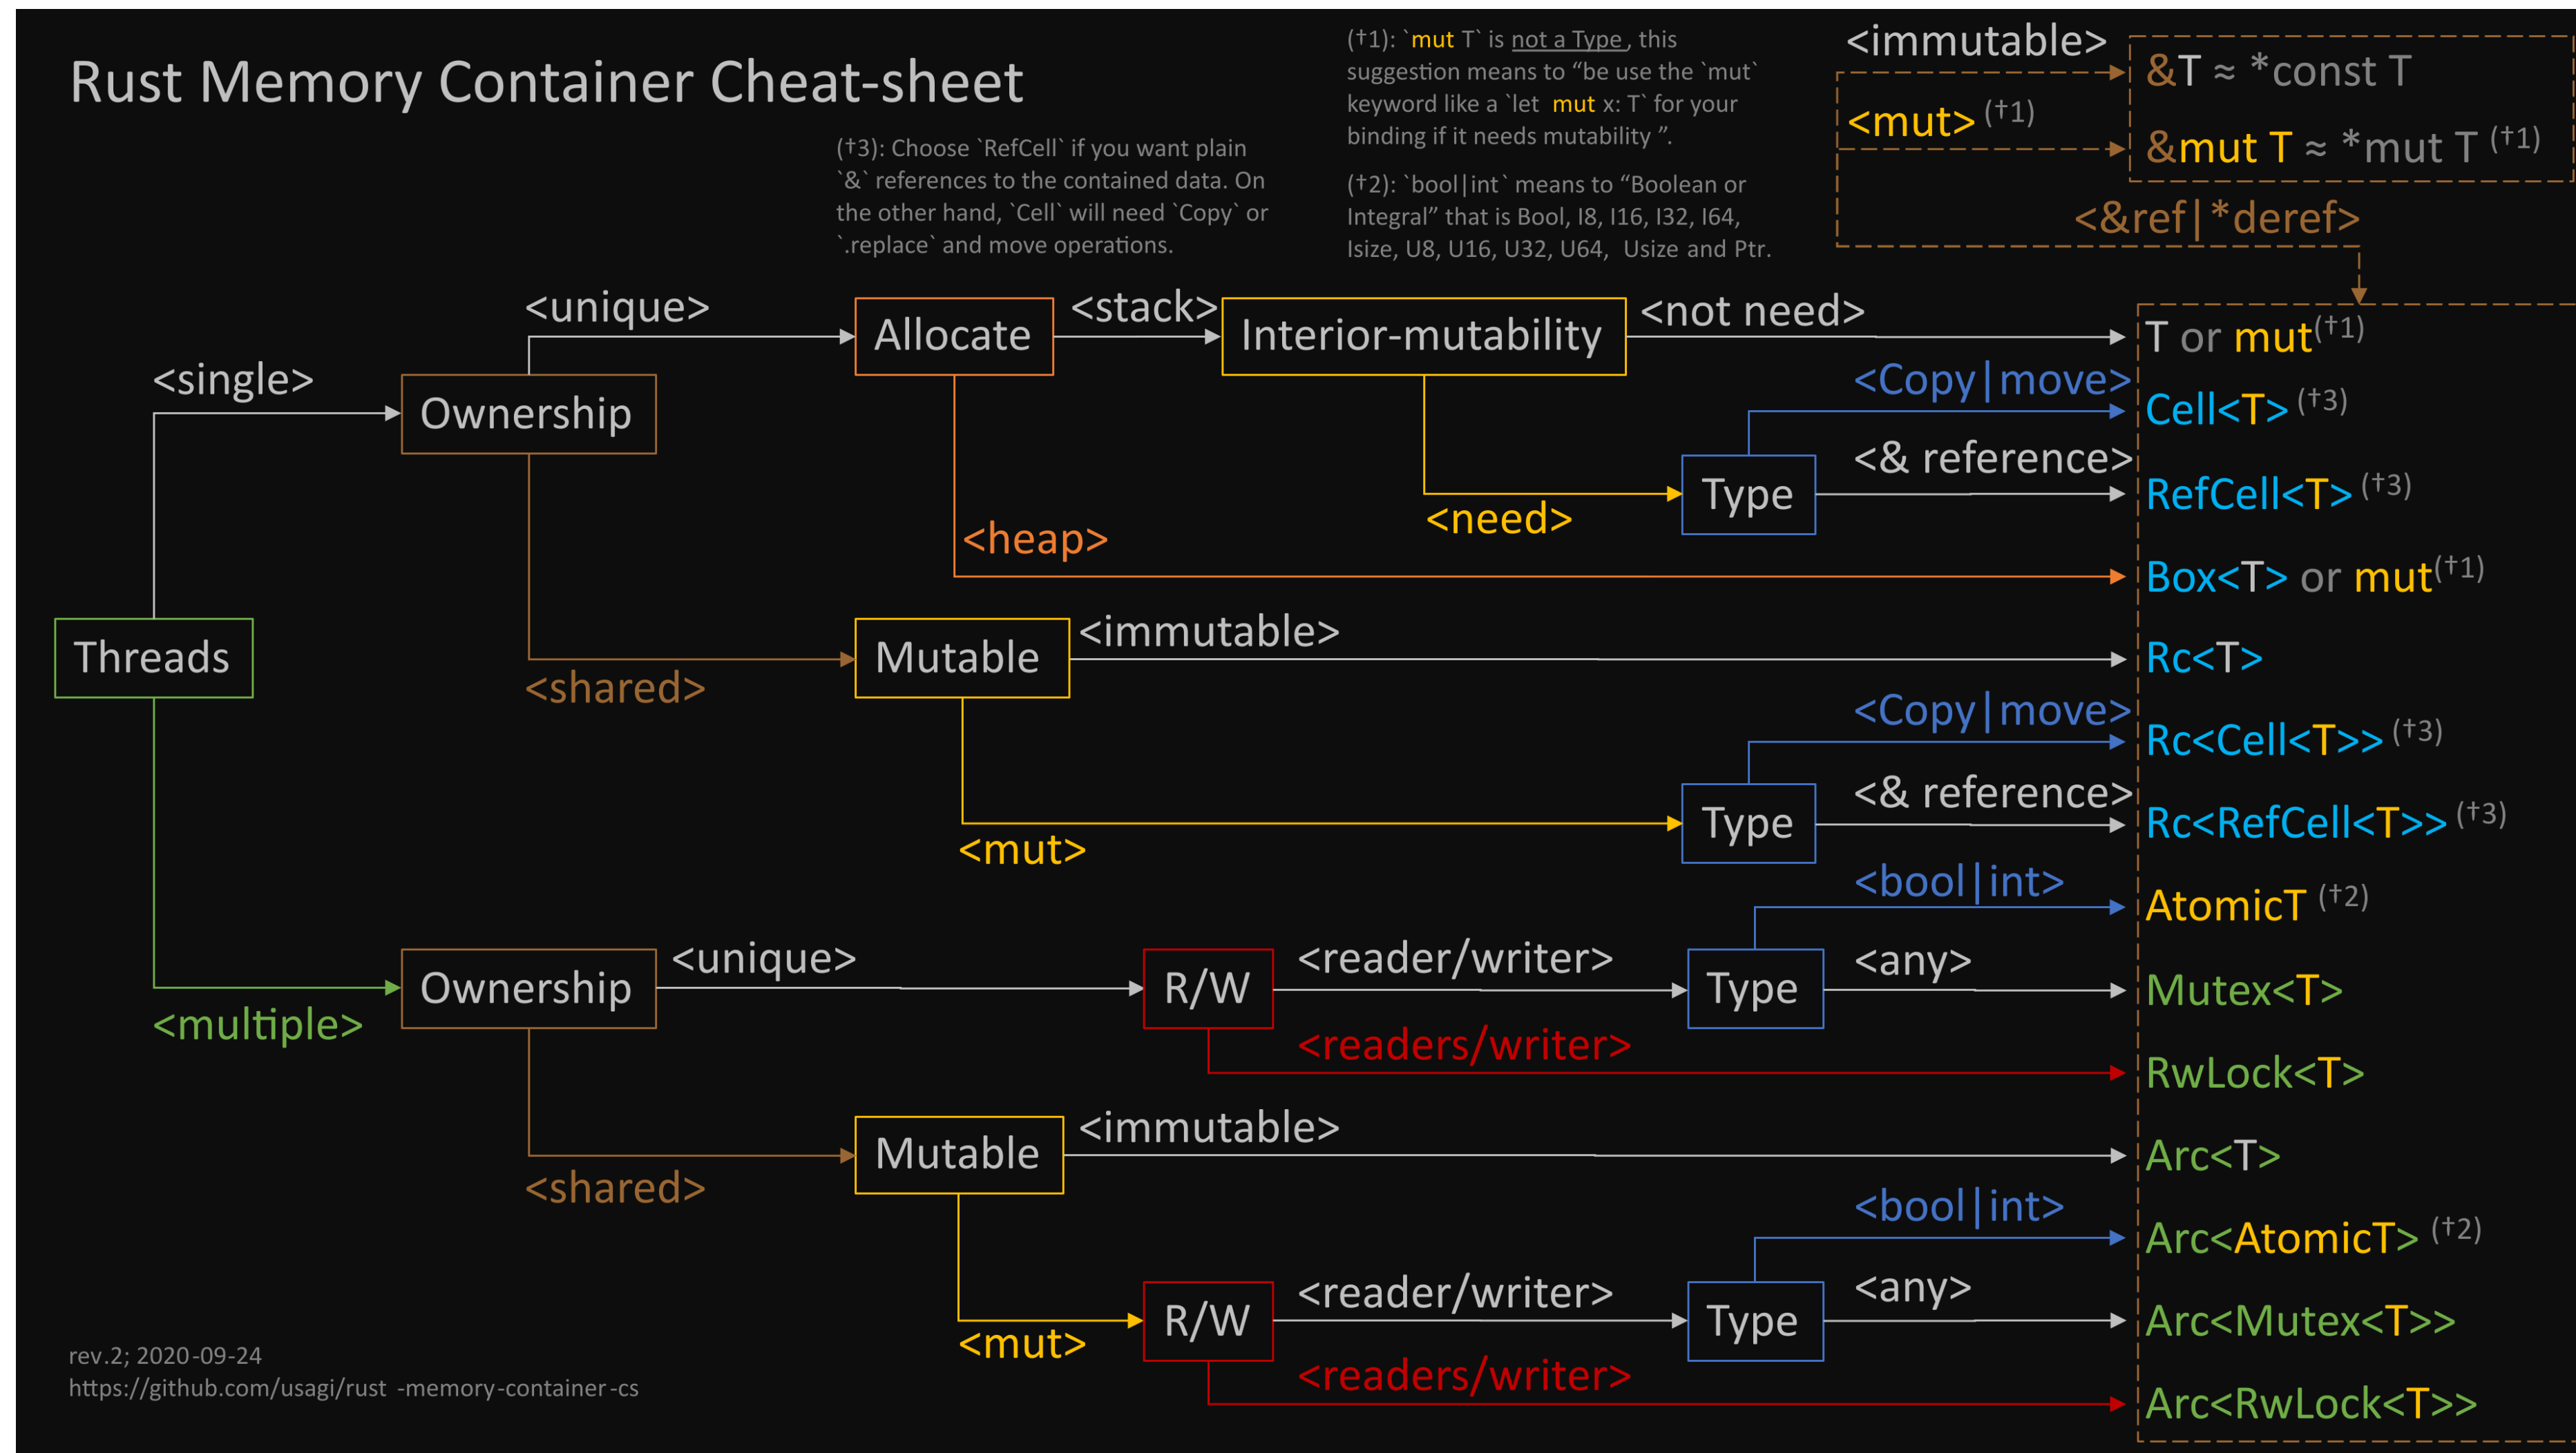 Rust Memory Container Cheat-sheet
(†3): Choose `RefCell` if you want plain
`&` references to the contained data. On
the other hand, `Cell` will need `Copy` or
`.replace` and move operations.
(†1): `mut T` is not a Type , this
suggestion means to “be use the `mut`
keyword like a `let mut x: T` for your
binding if it needs mutability ”.
(†2): `bool|int` means to “Boolean or
Integral” that is Bool, I8, I16, I32, I64,
Isize, U8, U16, U32, U64, Usize and Ptr.
<immutable>
&T ≈ *const T
<mut> (†1)
&mut T ≈ *mut T (†1)
<&ref|*deref>
<unique>
Allocate
<stack>
Interior-mutability
<not need>
T or mut(†1)
<single>
Ownership
<Copy|move>
Cell<T> (†3)
<& reference>
Type
RefCell<T> (†3)
<need>
<heap>
Box<T> or mut(†1)
Threads
<shared>
Mutable
<immutable>
Rc<T>
<Copy|move>
Rc<Cell<T>> (†3)
<& reference>
Type
Rc<RefCell<T>> (†3)
<mut>
<bool|int>
AtomicT (†2)
<multiple>
Ownership
<unique>
R/W
<reader/writer>
Type
<any>
Mutex<T>
<readers/writer>
RwLock<T>
<shared>
Mutable
<immutable>
Arc<T>
<bool|int>
Arc<AtomicT> (†2)
<mut>
R/W
<reader/writer>
Type
<any>
Arc<Mutex<T>>
<readers/writer>
Arc<RwLock<T>>
rev.2; 2020-09-24
https://github.com/usagi/rust -memory-container-cs